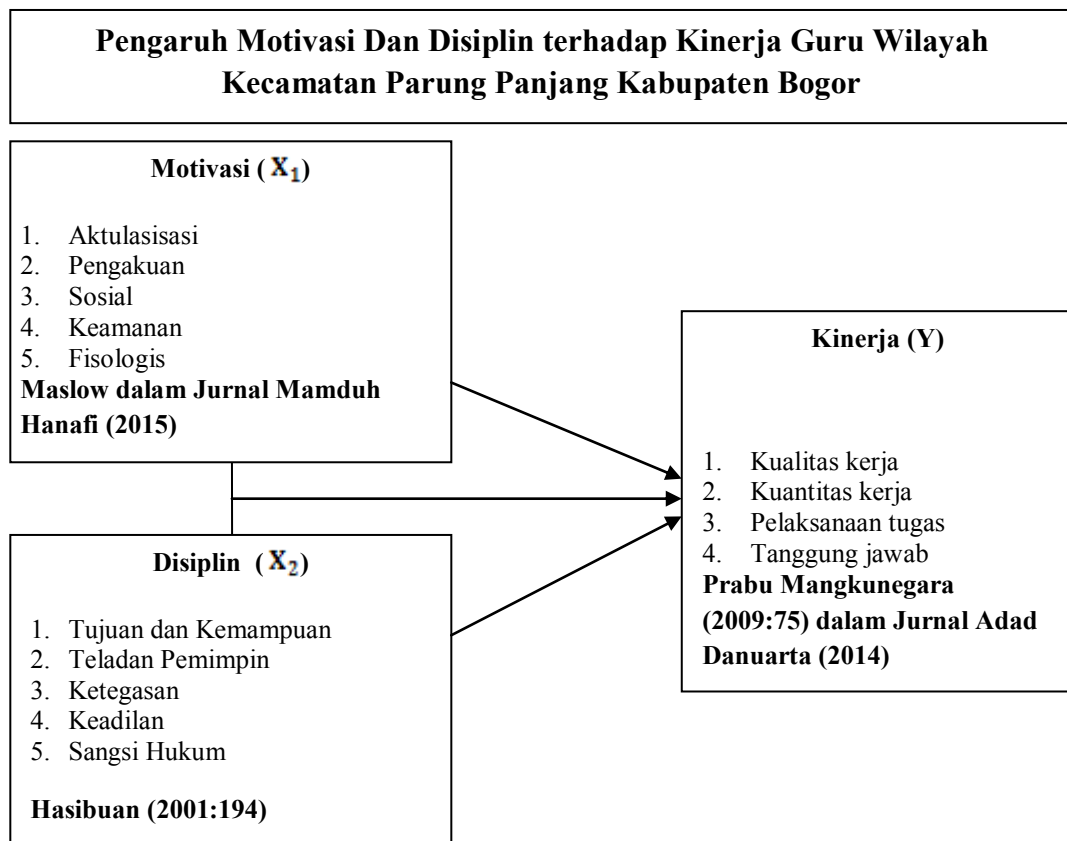 Pengaruh Motivasi Dan Disiplin terhadap Kinerja Guru Wilayah
Kecamatan Parung Panjang Kabupaten Bogor
Motivasi ( X₁)
1. Aktulasisasi
2. Pengakuan
3. Sosial
4. Keamanan
5. Fisologis
Maslow dalam Jurnal Mamduh
Hanafi (2015)
Disiplin ( X₂)
1. Tujuan dan Kemampuan
2. Teladan Pemimpin
3. Ketegasan
4. Keadilan
5. Sangsi Hukum
Hasibuan (2001:194)
Kinerja (Y)
1. Kualitas kerja
2. Kuantitas kerja
3. Pelaksanaan tugas
4. Tanggung jawab
Prabu Mangkunegara
(2009:75) dalam Jurnal Adad
Danuarta (2014)